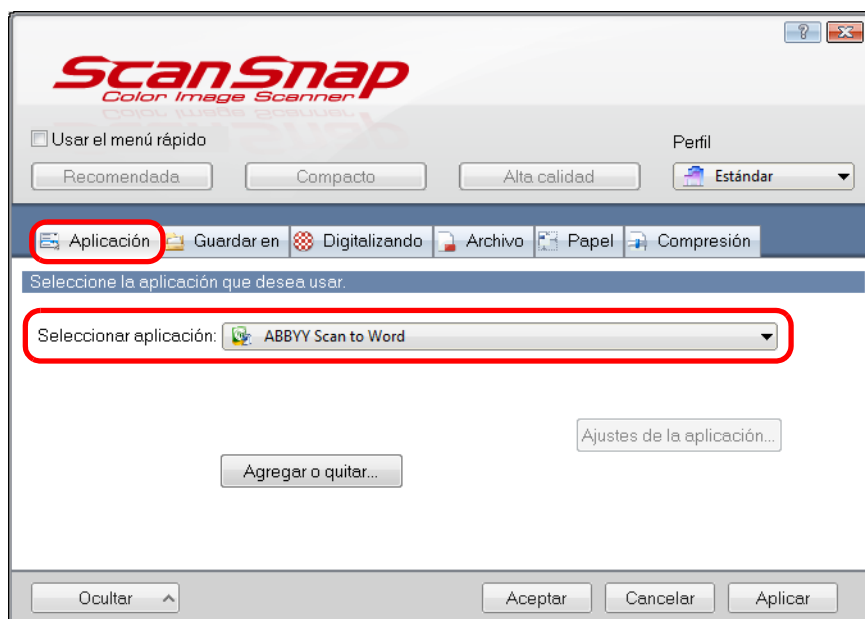 ScanSnap
Color Image Scanner
Usar el menú rápido
Perfil
Recomendada Compacto Alta calidad Estándar
Aplicación Guardar en Digitalizando Archivo Papel Compresión
Seleccione la aplicación que desea usar.
Seleccionar aplicación: ABBYY Scan to Word
Ajustes de la aplicación...
Agregar o quitar...
Ocultar Aceptar Cancelar Aplicar